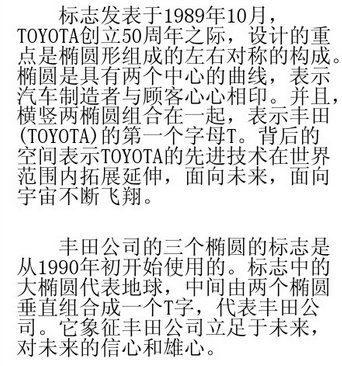 标志发表于1989年10月，
TOYOTA创立50周年之际，设计的重
点是椭圆形组成的左右对称的构成。
椭圆是具有两个中心的曲线，表示
汽车制造者与顾客心心相印。并且，
横竖两椭圆组合在一起，表示丰田
(TOYOTA)的第一个字母T。背后的
空间表示TOYOTA的先进技术在世界
范围内拓展延伸，面向未来，面向
宇宙不断飞翔。
丰田公司的三个椭圆的标志是
从1990年初开始使用的。标志中的
大椭圆代表地球，中间由两个椭圆
垂直组合成一个T字，代表丰田公
司。它象征丰田公司立足于未来，
对未来的信心和雄心。